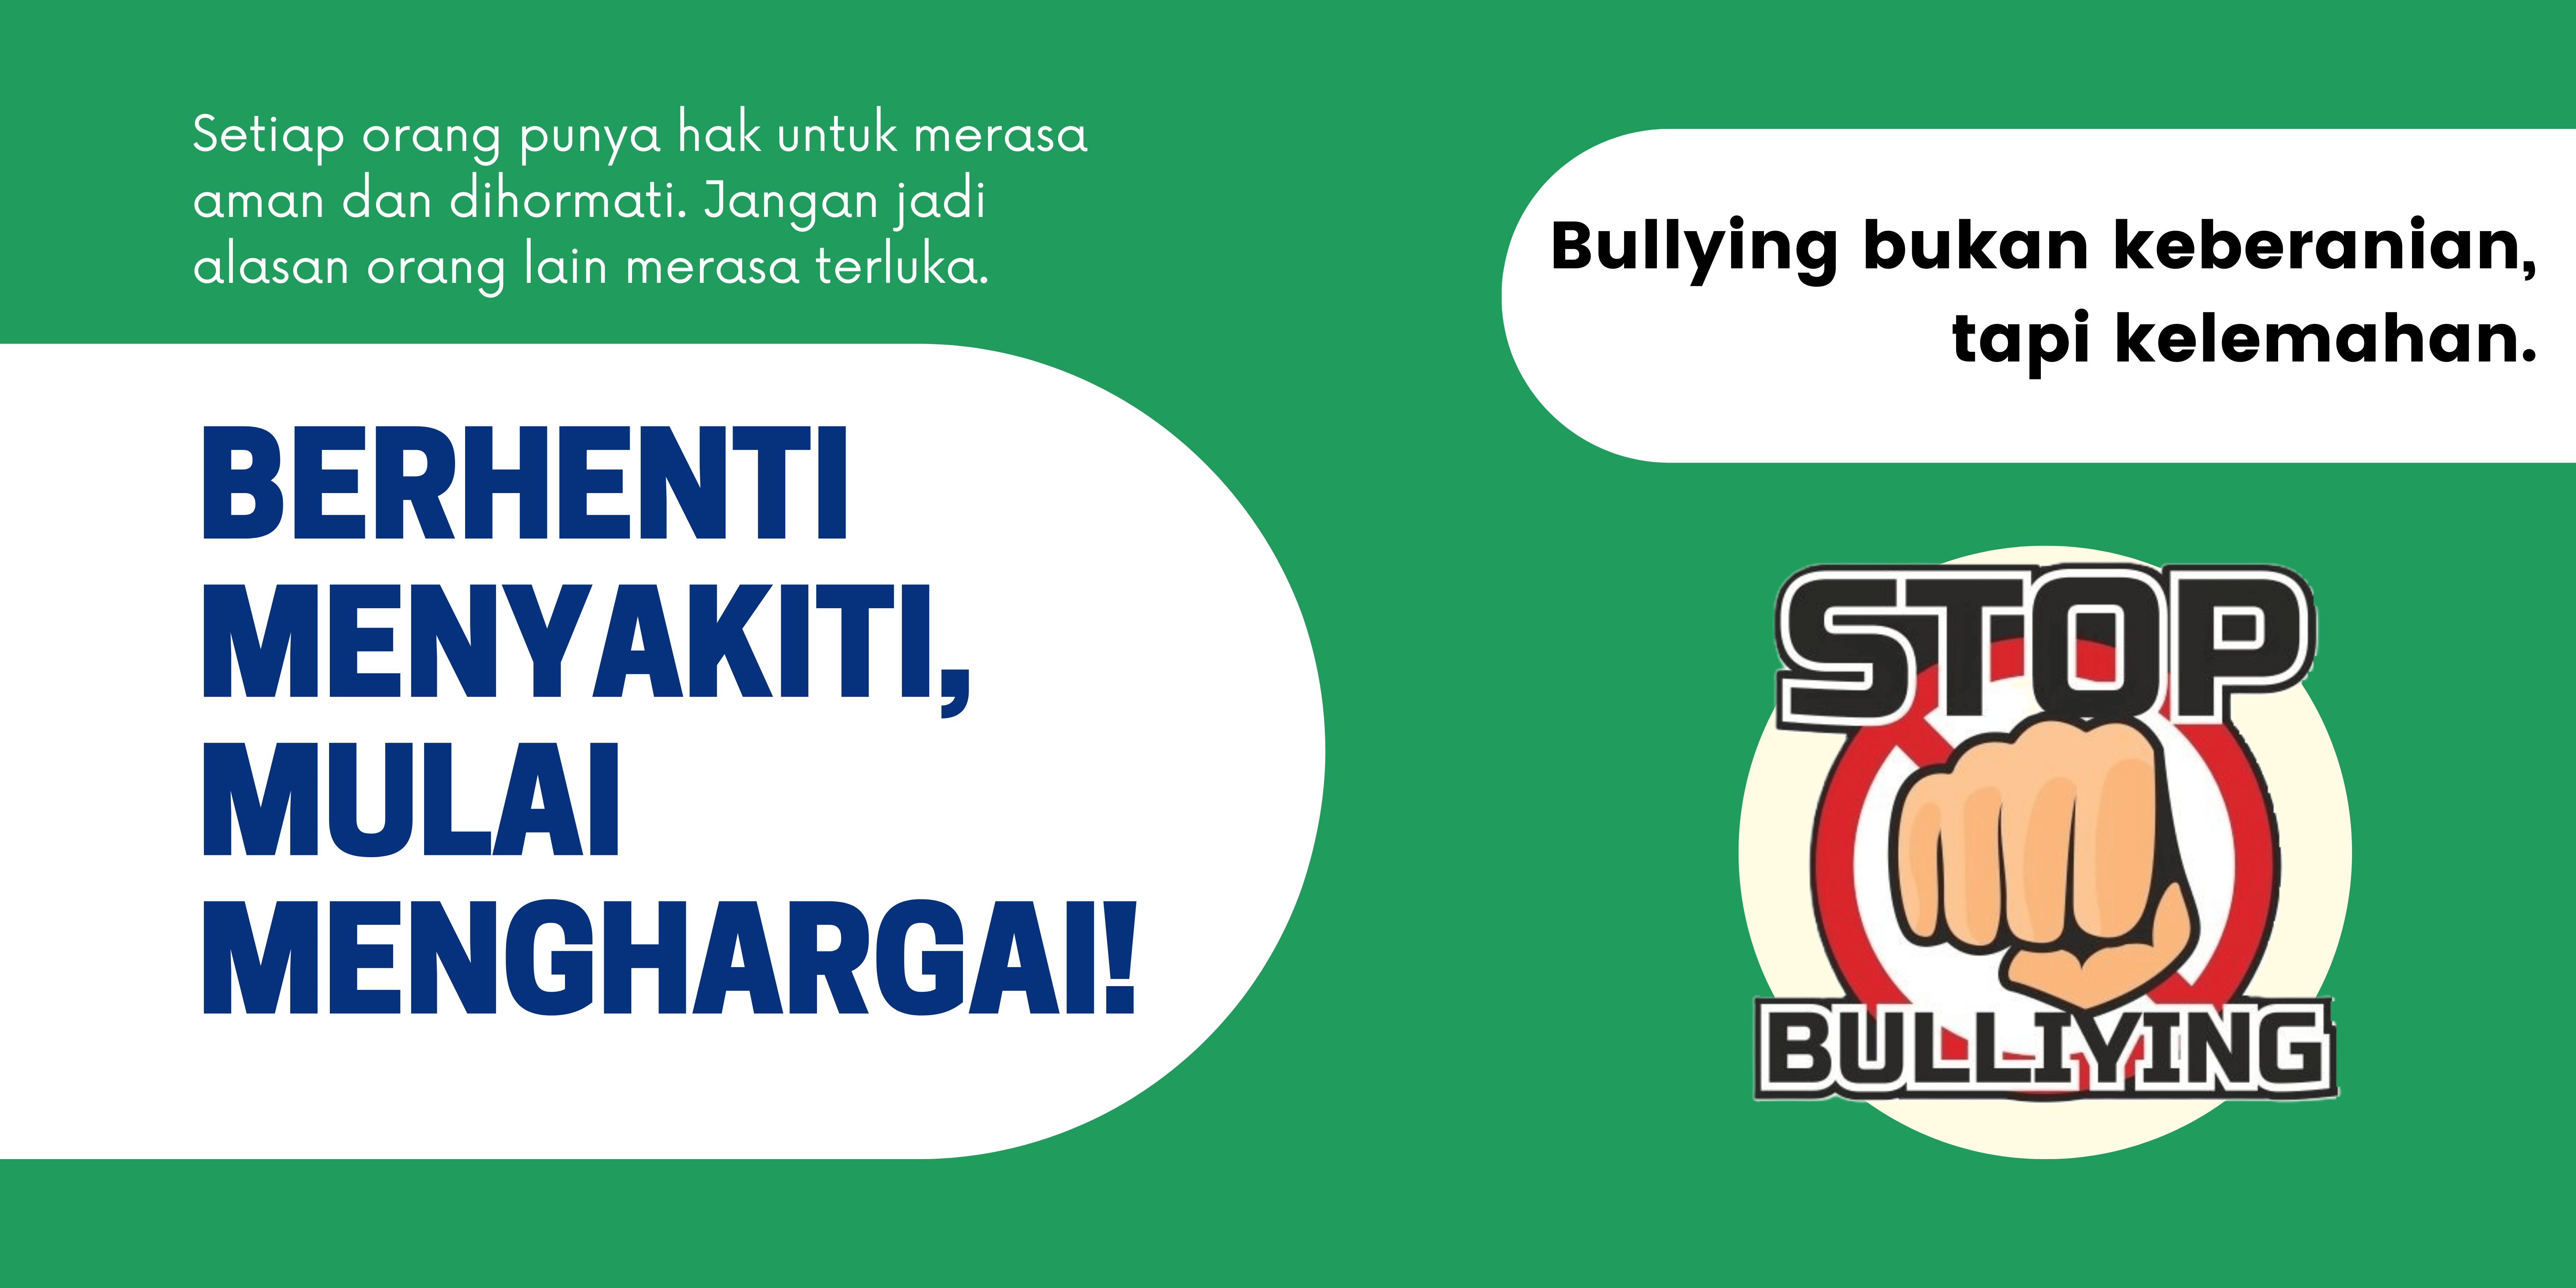 Setiap orang punya hak untuk merasa
aman dan dihormati. Jangan jadi
alasan orang lain merasa terluka.
BERHENTI
MENYAKITI,
MULAI
MENGHARGAI!
Bullying bukan keberanian,
tapi kelemahan.
STOP
BULLIYING